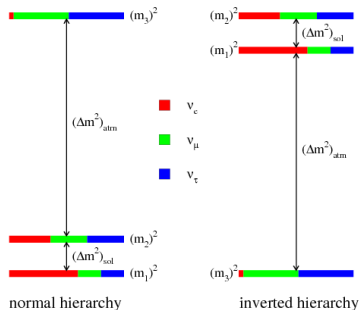 (m₃)²
(Δm²)atm
(m₂)²
(Δm²)sol
(m₁)²
normal hierarchy
νe
νμ
ντ
(m₂)²
(Δm²)sol
(m₁)²
(Δm²)atm
(m₃)²
inverted hierarchy